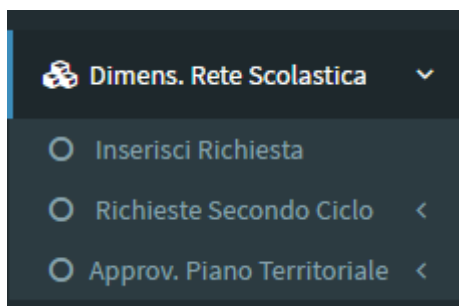 Dimens. Rete Scolastica
Inserisci Richiesta
Richieste Secondo Ciclo
Approv. Piano Territoriale